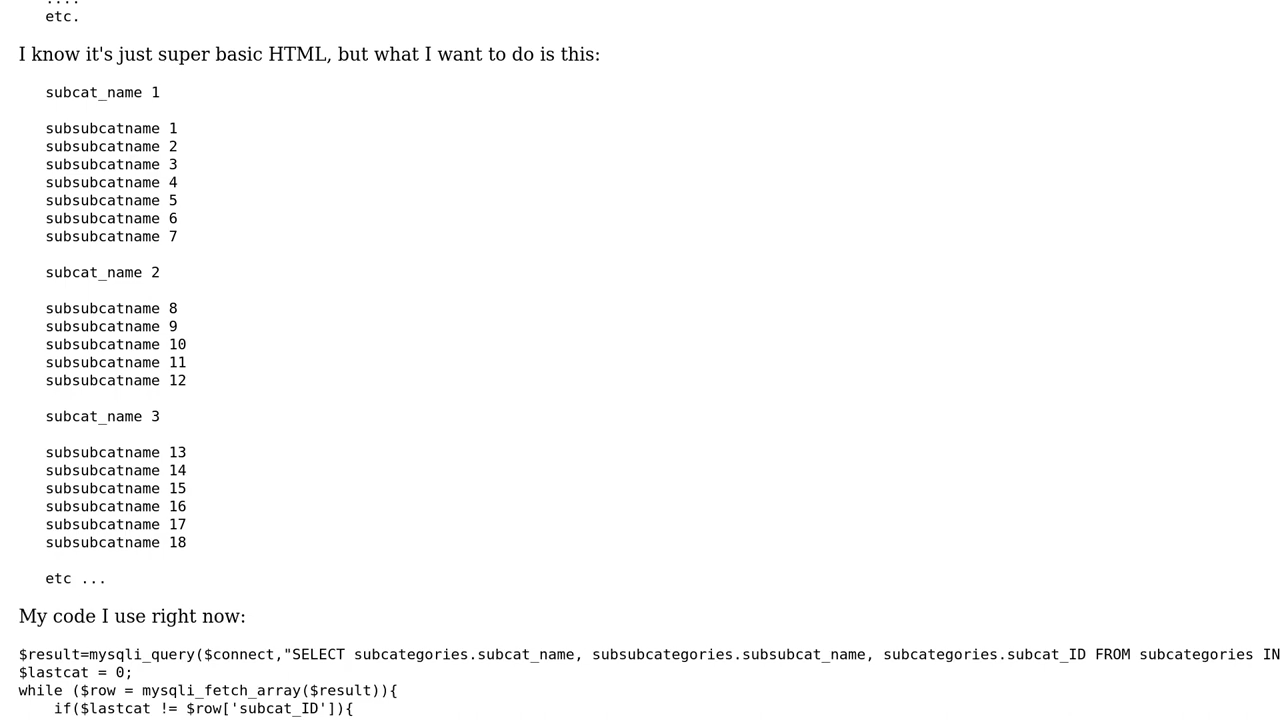 ....
etc.
I know it's just super basic HTML, but what I want to do is this:
subcat_name 1
subsubcatname 1
subsubcatname 2
subsubcatname 3
subsubcatname 4
subsubcatname 5
subsubcatname 6
subsubcatname 7
subcat_name 2
subsubcatname 8
subsubcatname 9
subsubcatname 10
subsubcatname 11
subsubcatname 12
subcat_name 3
subsubcatname 13
subsubcatname 14
subsubcatname 15
subsubcatname 16
subsubcatname 17
subsubcatname 18
etc ...
My code I use right now:
$result=mysqli_query($connect,"SELECT subcategories.subcat_name, subsubcategories.subsubcat_name, subcategories.subcat_ID FROM subcategories IN
$lastcat = 0;
while ($row = mysqli_fetch_array($result)){
if($lastcat != $row['subcat_ID']){